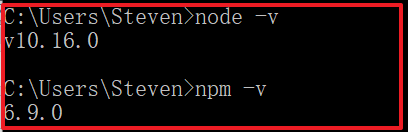 C:\Users\Steven>node -v
v10.16.0
C:\Users\Steven>npm -v
6.9.0